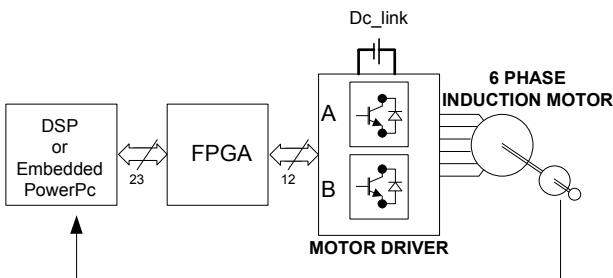 Dc_link
6 PHASE
INDUCTION MOTOR
A
DSP
or
Embedded
PowerPc
FPGA
23
12
B
MOTOR DRIVER